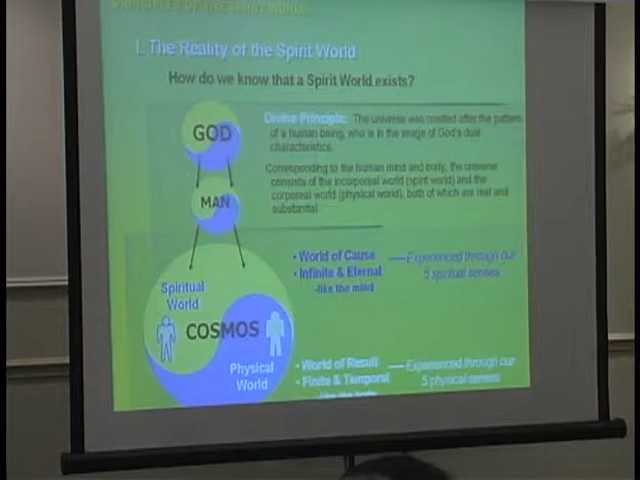 PRINCIPLES OF THE SPIRIT WORLD
I. The Reality of the Spirit World
How do we know that a Spirit World exists?
GOD
Divine Principle: The universe was created after the pattern
of a human being, who is in the image of God's dual
characteristics.
Corresponding to the human mind and body, the universe
consists of the incorporeal world (spirit world) and the
corporeal world (physical world), both of which are real and
substantial
MAN
• World of Cause
• Infinite & Eternal
-like the mind
Experienced through our
5 spiritual senses
Spiritual
World
COSMOS
Physical
World
• World of Result
• Finite & Temporal
Experienced through our
5 physical senses